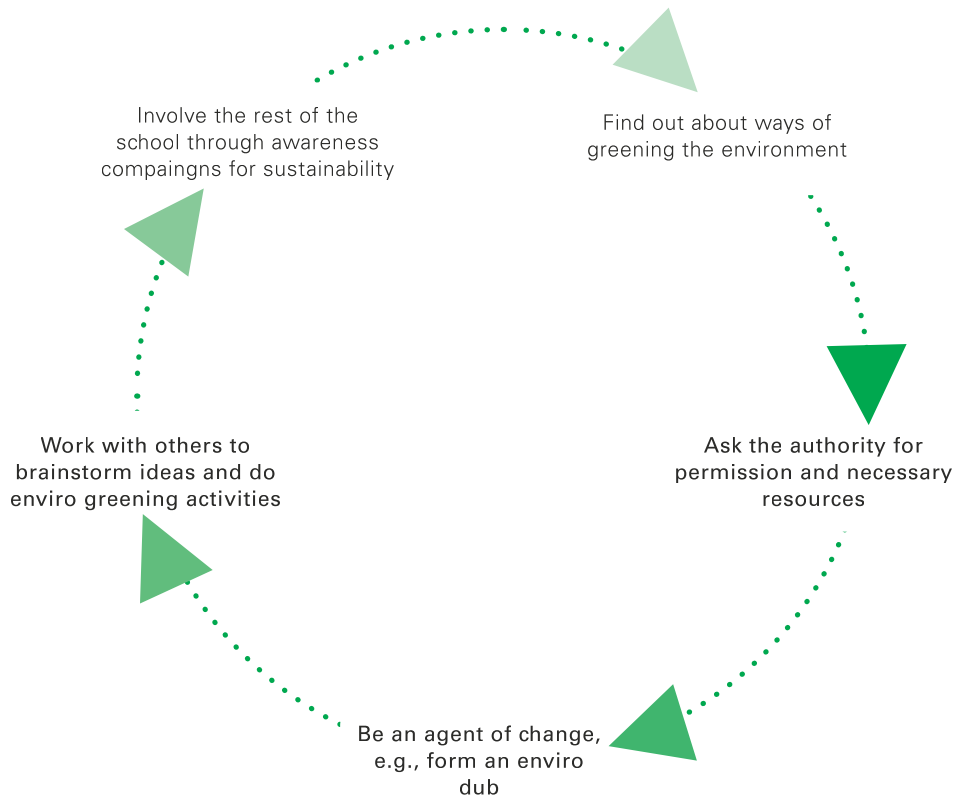 Involve the rest of the
school through awareness
compaingns for sustainability
Find out about ways of
greening the environment
Work with others to
brainstorm ideas and do
enviro greening activities
Ask the authority for
permission and necessary
resources
Be an agent of change,
e.g., form an enviro
dub